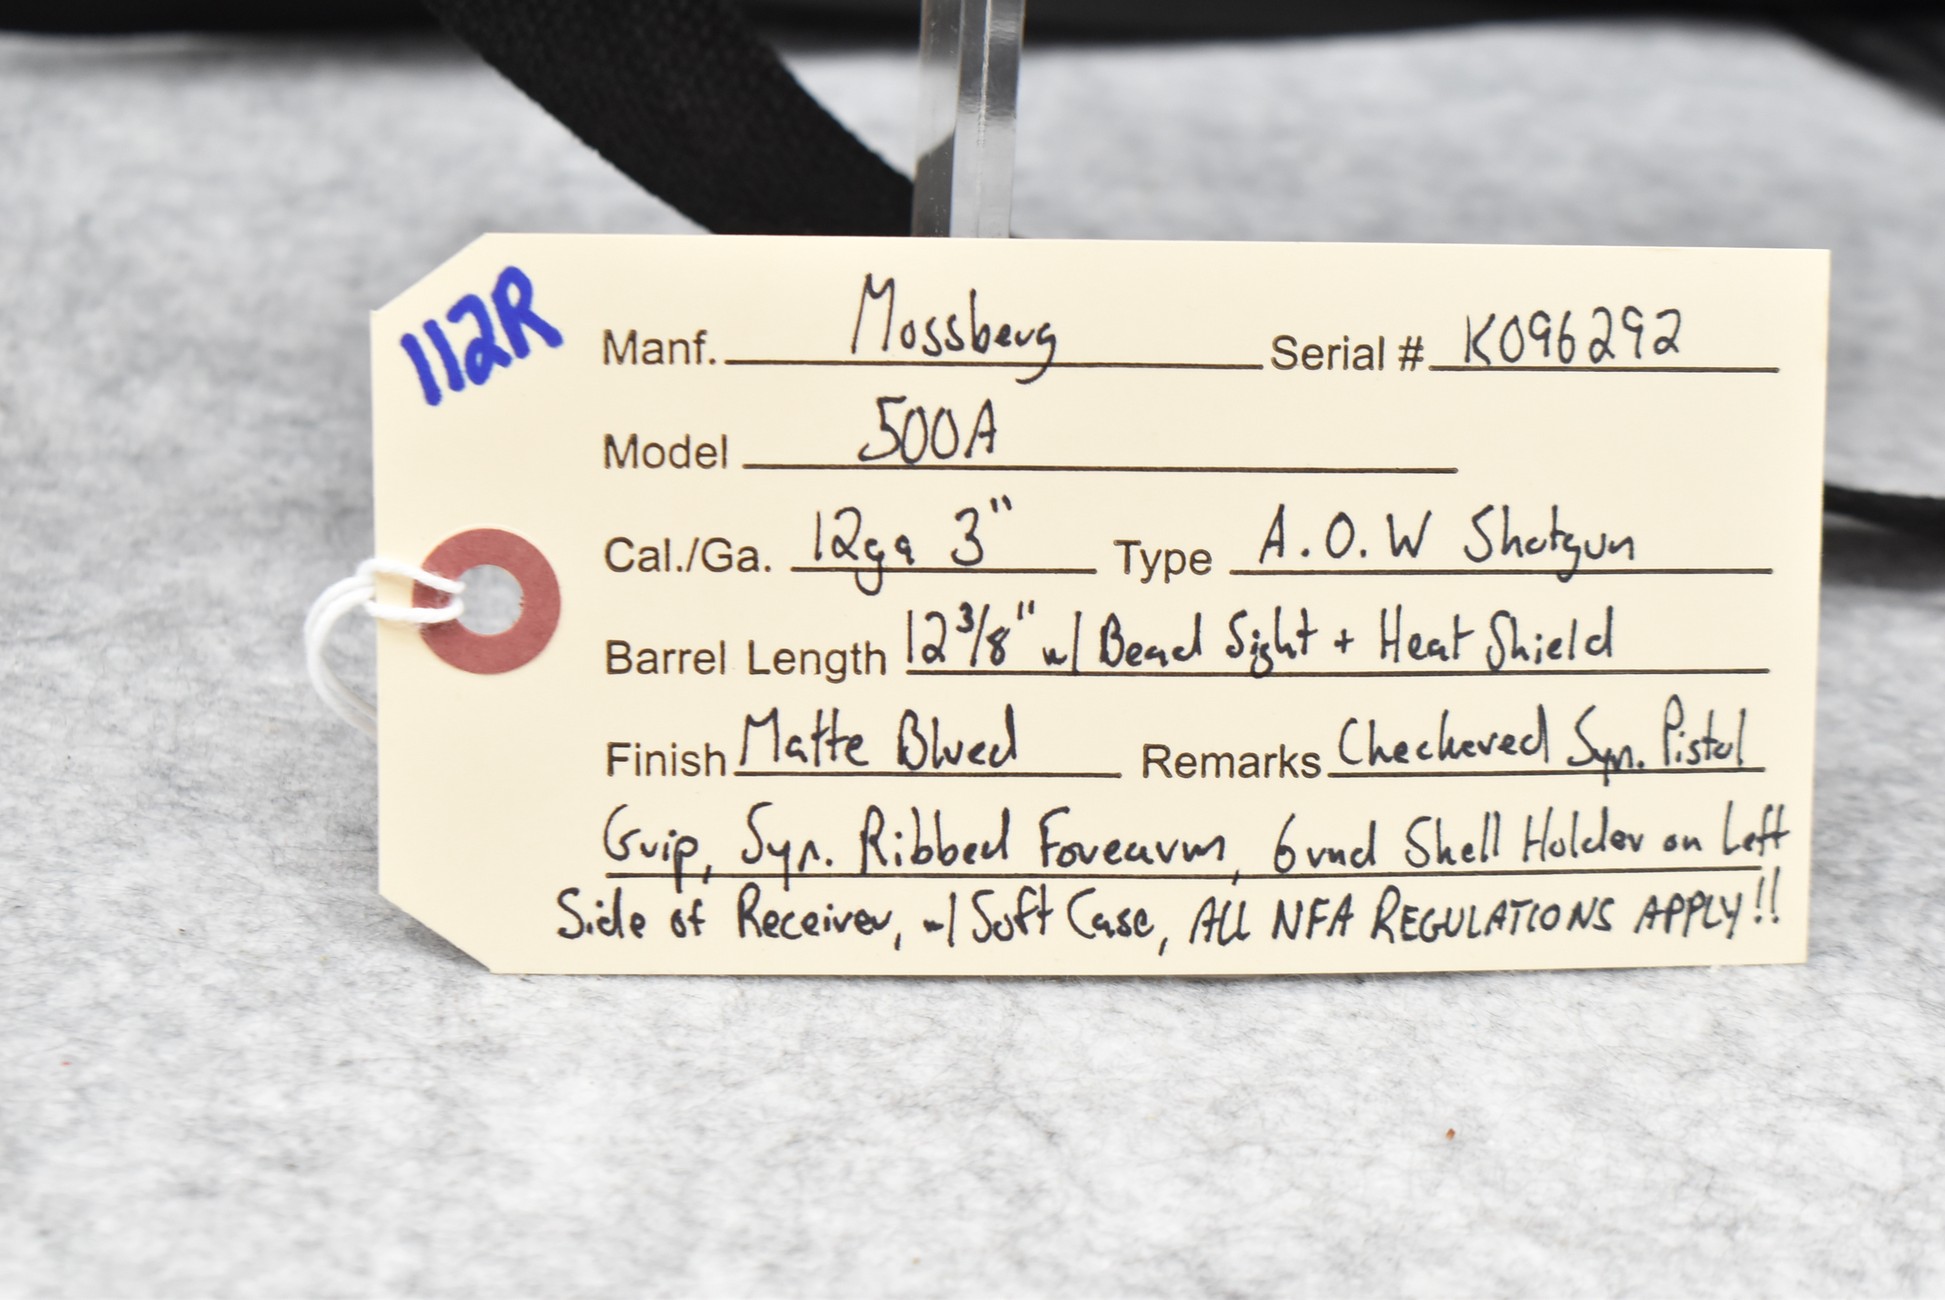 112R
Manf. Mossberg Serial # K096292
Model 500A
Cal./Ga. 12ga 3" Type A.O.W Shotgun
Barrel Length 12 3/8" w/ Bead Sight + Heat Shield
Finish Matte Blued Remarks Checkered Syn. Pistol
Grip, Syn. Ribbed Forearm, 6 rnd Shell Holder on Left
Side of Receiver, w/ Soft Case, ALL NFA REGULATIONS APPLY!!